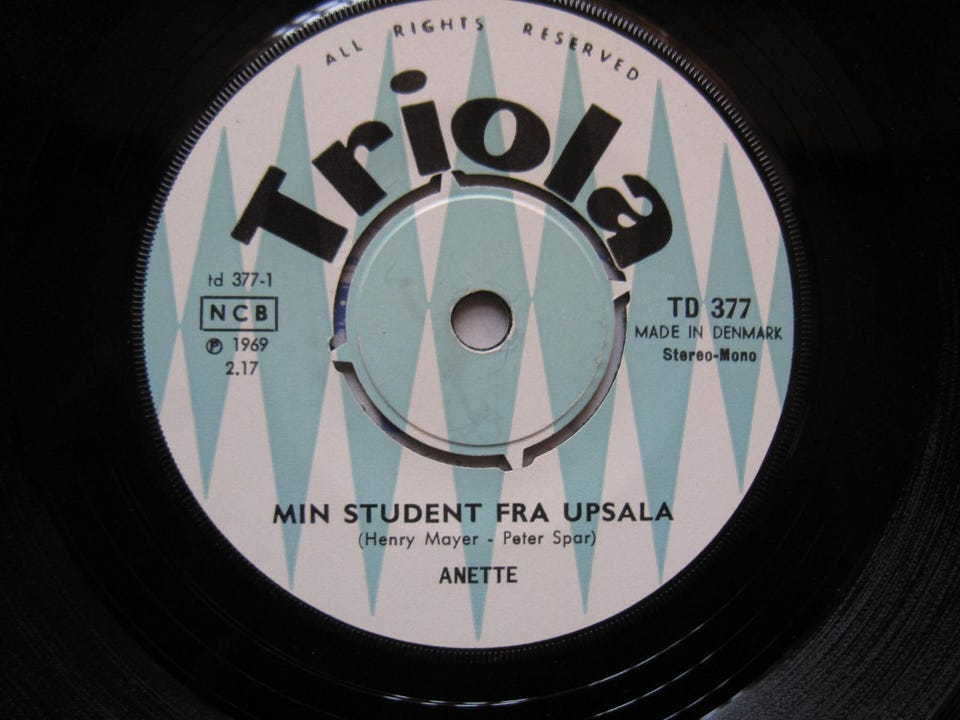 ALL RIGHTS RESERVED
Triola
td 377-1
NCB
℗ 1969
2.17
TD 377
MADE IN DENMARK
Stereo-Mono
MIN STUDENT FRA UPSALA
(Henry Mayer - Peter Spar)
ANETTE